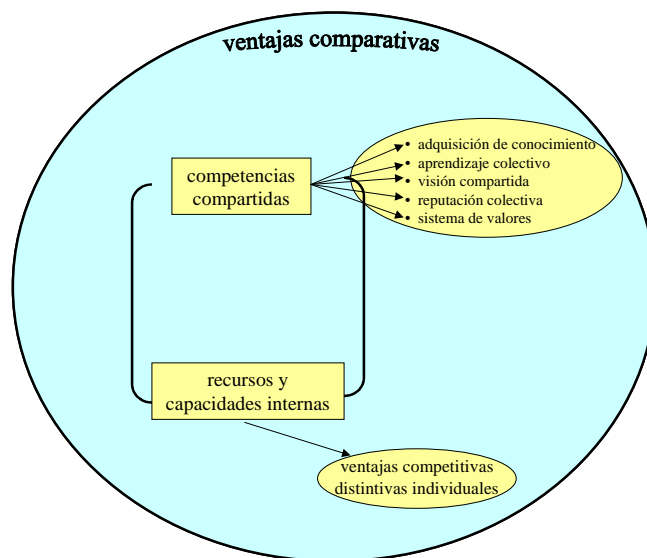 ventajas comparativas
competencias
compartidas
• adquisición de conocimiento
• aprendizaje colectivo
• visión compartida
• reputación colectiva
• sistema de valores
recursos y
capacidades internas
ventajas competitivas
distintivas individuales